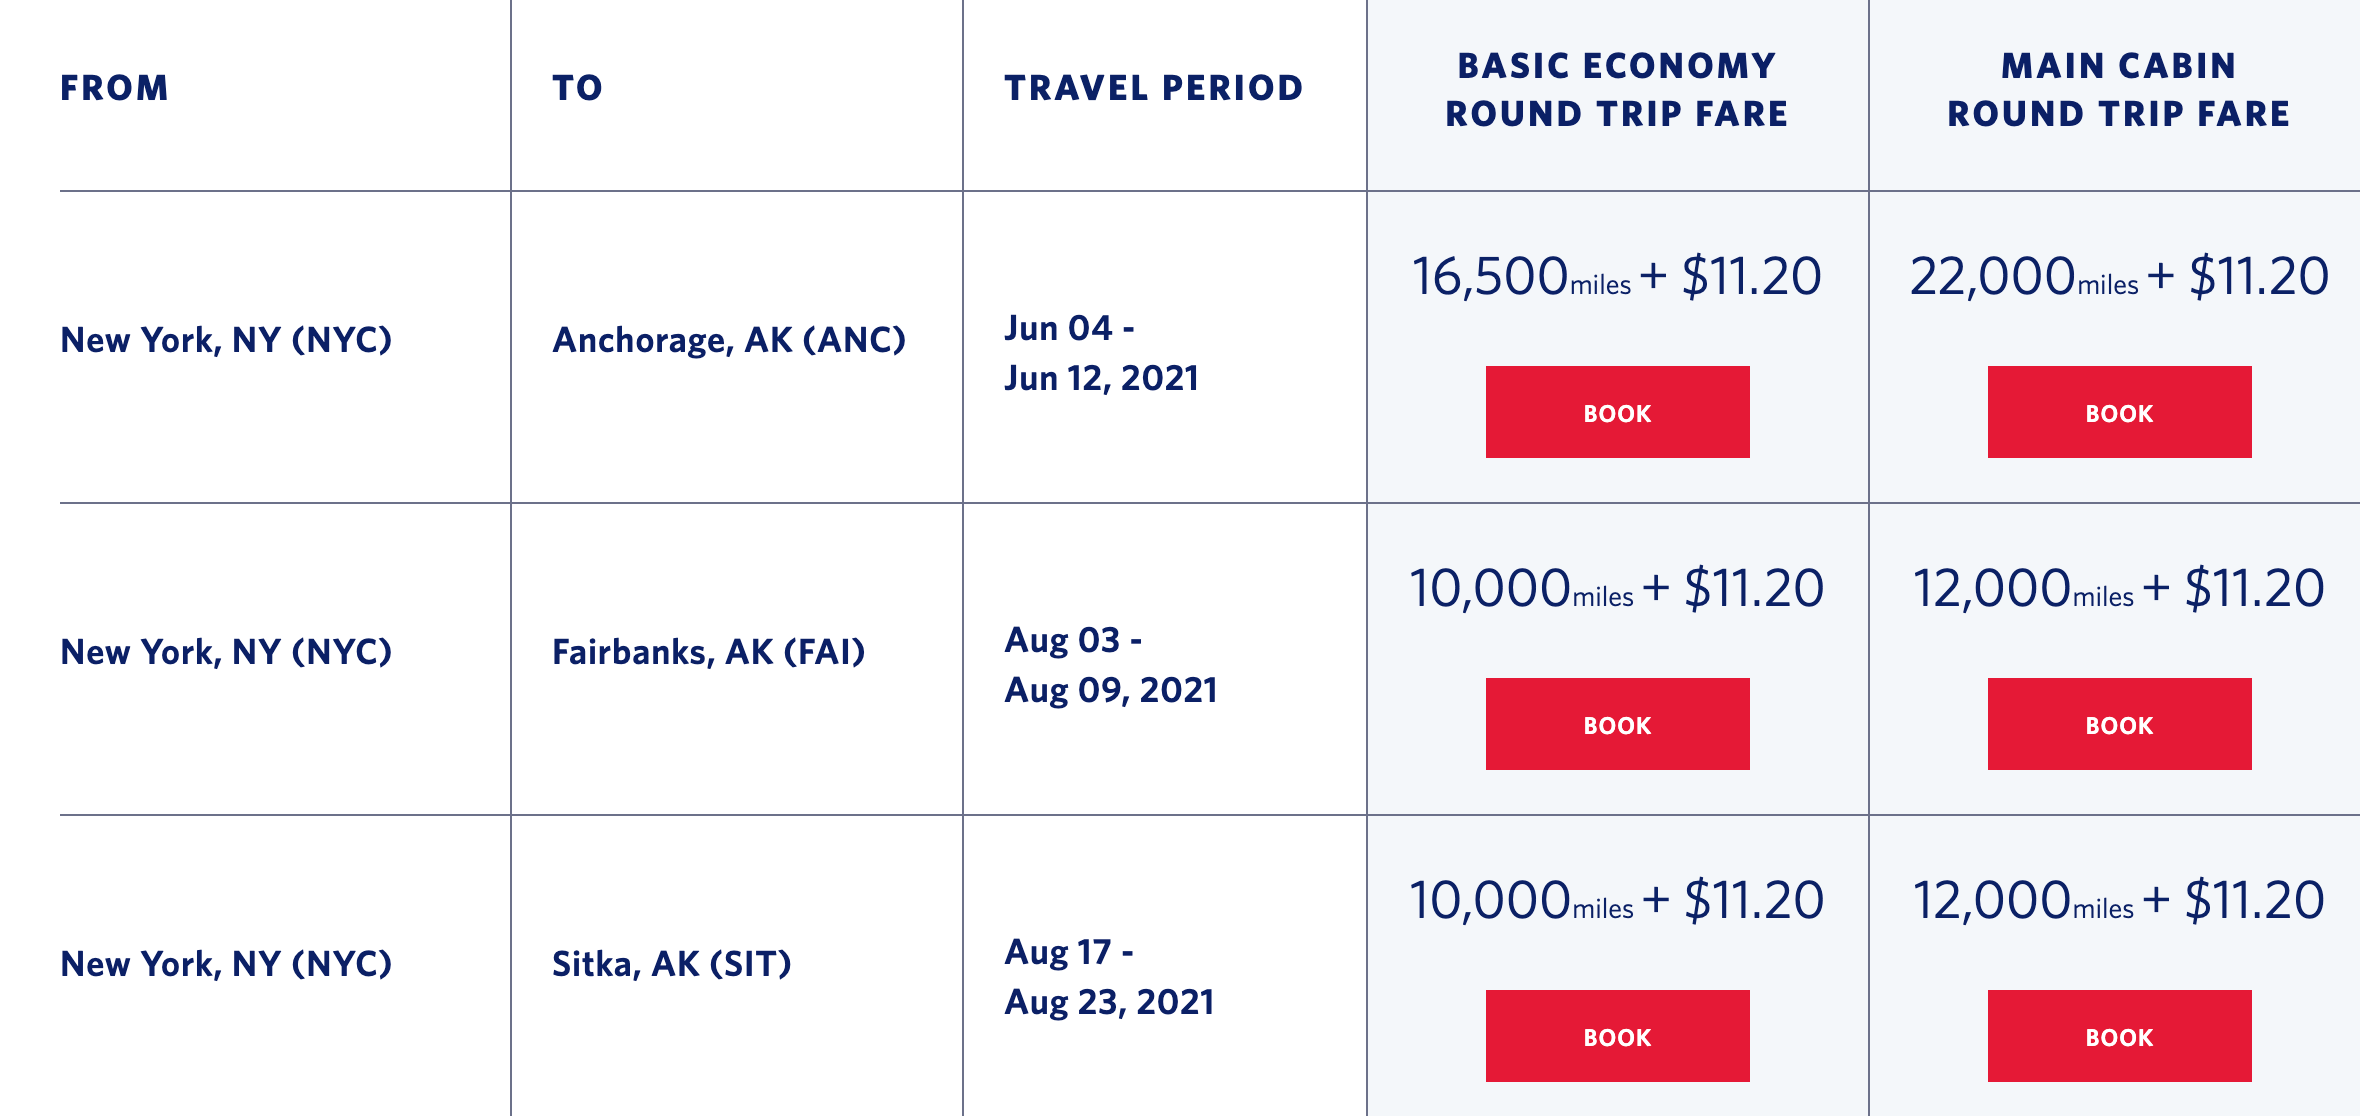 FROM
TO
TRAVEL PERIOD
BASIC ECONOMY
ROUND TRIP FARE
MAIN CABIN
ROUND TRIP FARE
New York, NY (NYC)
Anchorage, AK (ANC)
Jun 04 -
Jun 12, 2021
16,500miles + $11.20
BOOK
22,000miles + $11.20
BOOK
New York, NY (NYC)
Fairbanks, AK (FAI)
Aug 03 -
Aug 09, 2021
10,000miles + $11.20
BOOK
12,000miles + $11.20
BOOK
New York, NY (NYC)
Sitka, AK (SIT)
Aug 17 -
Aug 23, 2021
10,000miles + $11.20
BOOK
12,000miles + $11.20
BOOK